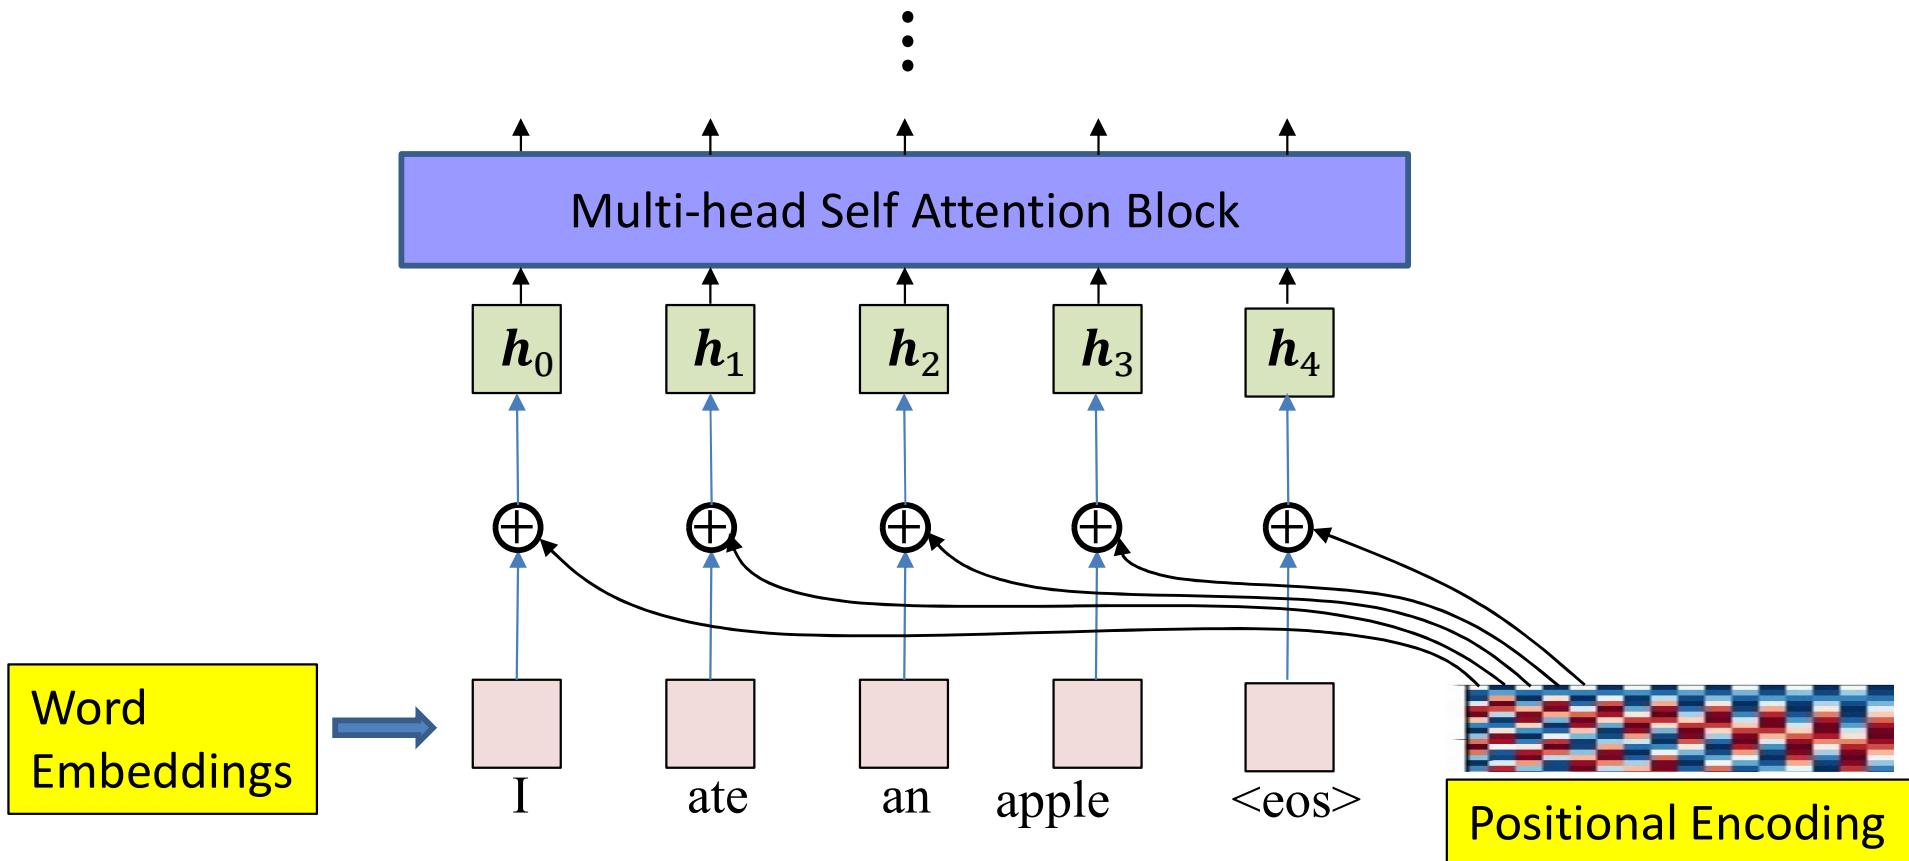 Multi-head Self Attention Block
h₀ h₁ h₂ h₃ h₄
Word
Embeddings
I ate an apple <eos>
Positional Encoding